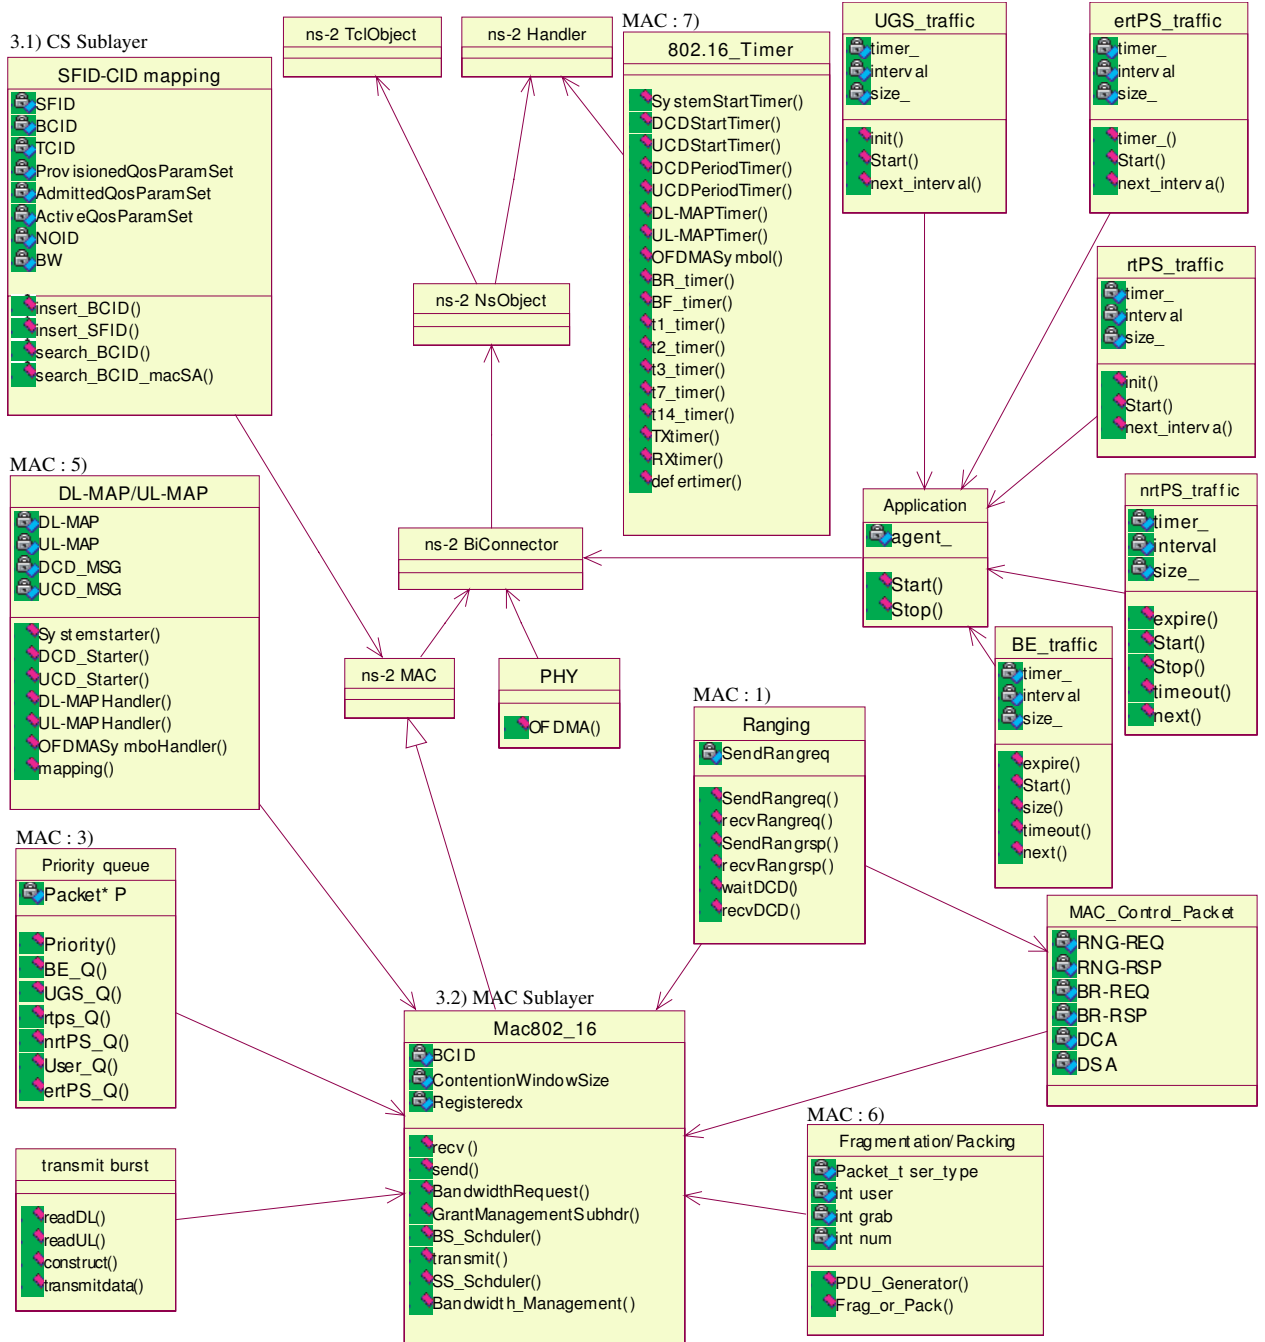 3.1) CS Sublayer
SFID-CID mapping
SFID
BCID
TCID
ProvisionedQosParamSet
AdmittedQosParamSet
ActiveQosParamSet
NOID
BW
insert_BCID()
insert_SFID()
search_BCID()
search_BCID_macSA()
ns-2 TclObject
ns-2 Handler
ns-2 NsObject
ns-2 BiConnector
ns-2 MAC
PHY
OFDMA()
MAC : 7)
802.16_Timer
SystemStartTimer()
DCDStartTimer()
UCDStartTimer()
DCDPeriodTimer()
UCDPeriodTimer()
DL-MAPTimer()
UL-MAPTimer()
OFDMASymbol()
BR_timer()
BF_timer()
t1_timer()
t2_timer()
t3_timer()
t7_timer()
t14_timer()
TXtimer()
RXtimer()
defertimer()
UGS_traffic
timer_
interval
size_
init()
Start()
next_interval()
ertPS_traffic
timer_
interval
size_
timer_()
Start()
next_interva()
rtPS_traffic
timer_
interval
size_
init()
Start()
next_interva()
nrtPS_traffic
timer_
interval
size_
expire()
Start()
Stop()
timeout()
next()
Application
agent_
Start()
Stop()
BE_traffic
timer_
interval
size_
expire()
Start()
size()
timeout()
next()
MAC : 5)
DL-MAP/UL-MAP
DL-MAP
UL-MAP
DCD_MSG
UCD_MSG
Systemstarter()
DCD_Starter()
UCD_Starter()
DL-MAPHandler()
UL-MAPHandler()
OFDMASymboHandler()
mapping()
MAC : 1)
Ranging
SendRangreq
SendRangreq()
recvRangreq()
SendRangrsp()
recvRangrsp()
waitDCD()
recvDCD()
MAC : 3)
Priority queue
Packet* P
Priority()
BE_Q()
UGS_Q()
rtps_Q()
nrtPS_Q()
User_Q()
ertPS_Q()
MAC_Control_Packet
RNG-REQ
RNG-RSP
BR-REQ
BR-RSP
DCA
DSA
3.2) MAC Sublayer
Mac802_16
BCID
ContentionWindowSize
Registeredx
recv()
send()
BandwidthRequest()
GrantManagementSubhdr()
BS_Schduler()
transmit()
SS_Schduler()
Bandwidth_Management()
transmit burst
readDL()
readUL()
construct()
transmitdata()
MAC : 6)
Fragmentation/Packing
Packet_t ser_type
int user
int grab
int num
PDU_Generator()
Frag_or_Pack()